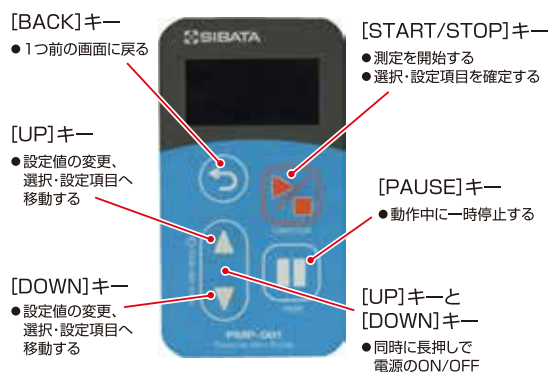 [BACK]キー
●1つ前の画面に戻る
[UP]キー
●設定値の変更、
選択・設定項目へ
移動する
[DOWN]キー
●設定値の変更、
選択・設定項目へ
移動する
SIBATA
PMP-001
[START/STOP]キー
●測定を開始する
●選択・設定項目を確定する
[PAUSE]キー
●動作中に一時停止する
[UP]キーと
[DOWN]キー
●同時に長押しで
電源のON/OFF